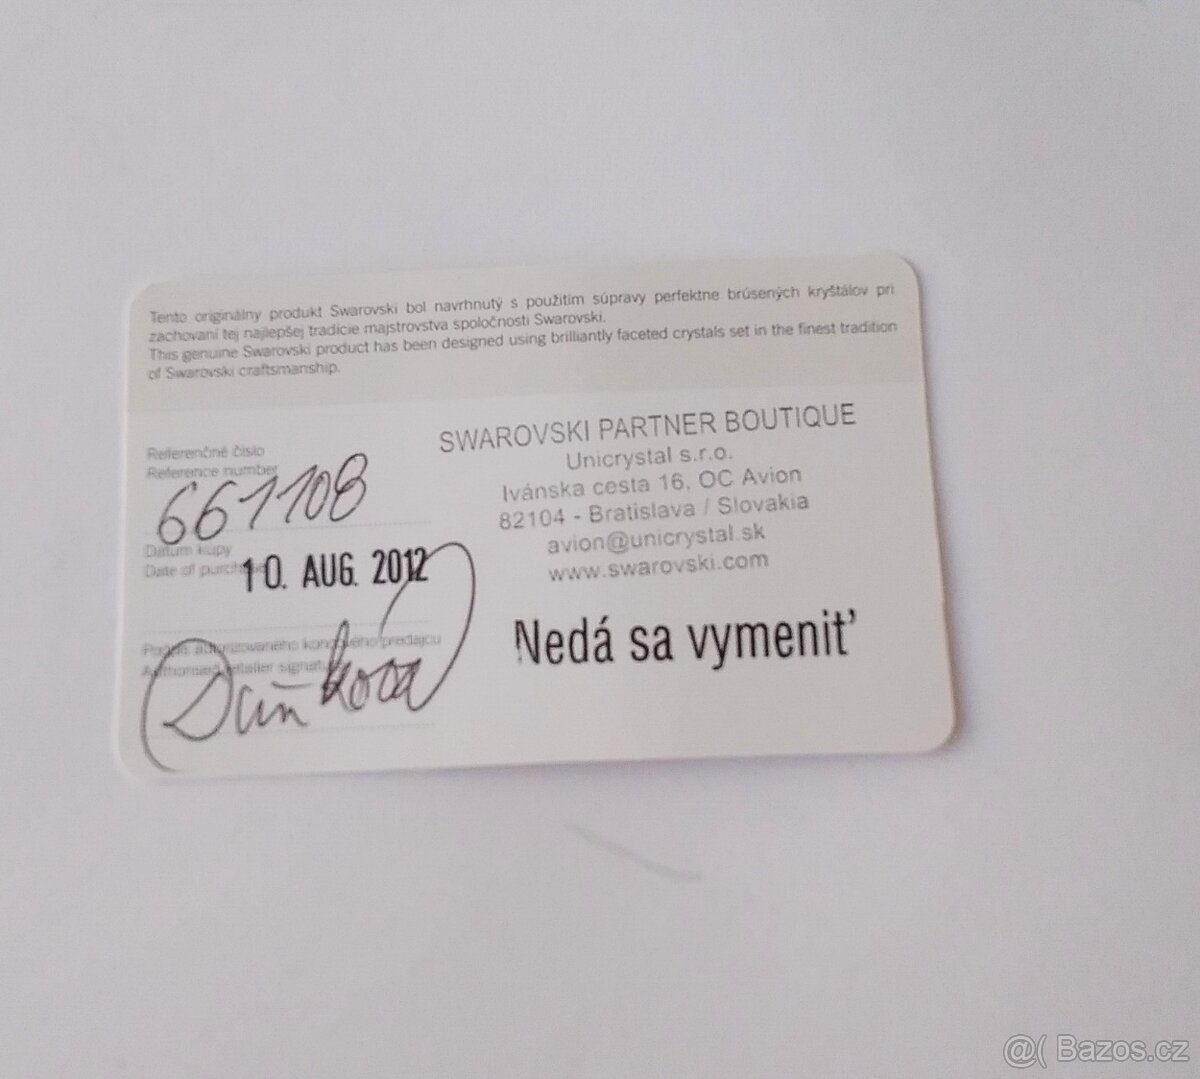 Tento originálny produkt Swarovski bol navrhnutý s použitím súpravy perfektne brúsených kryštálov pri
zachovaní tej najlepšej tradície majstrovstva spoločnosti Swarovski.
This genuine Swarovski product has been designed using brilliantly faceted crystals set in the finest tradition
of Swarovski craftsmanship.
Referenčné číslo
Reference number
661108
Dátum kúpy
Date of purchase
10. AUG. 2012
Podpis autorizovaného koncového predajcu
Authorised retailer signature
SWAROVSKI PARTNER BOUTIQUE
Unicrystal s.r.o.
Ivánska cesta 16, OC Avion
82104 - Bratislava / Slovakia
avion@unicrystal.sk
www.swarovski.com
Nedá sa vymeniť
@( Bazos.cz